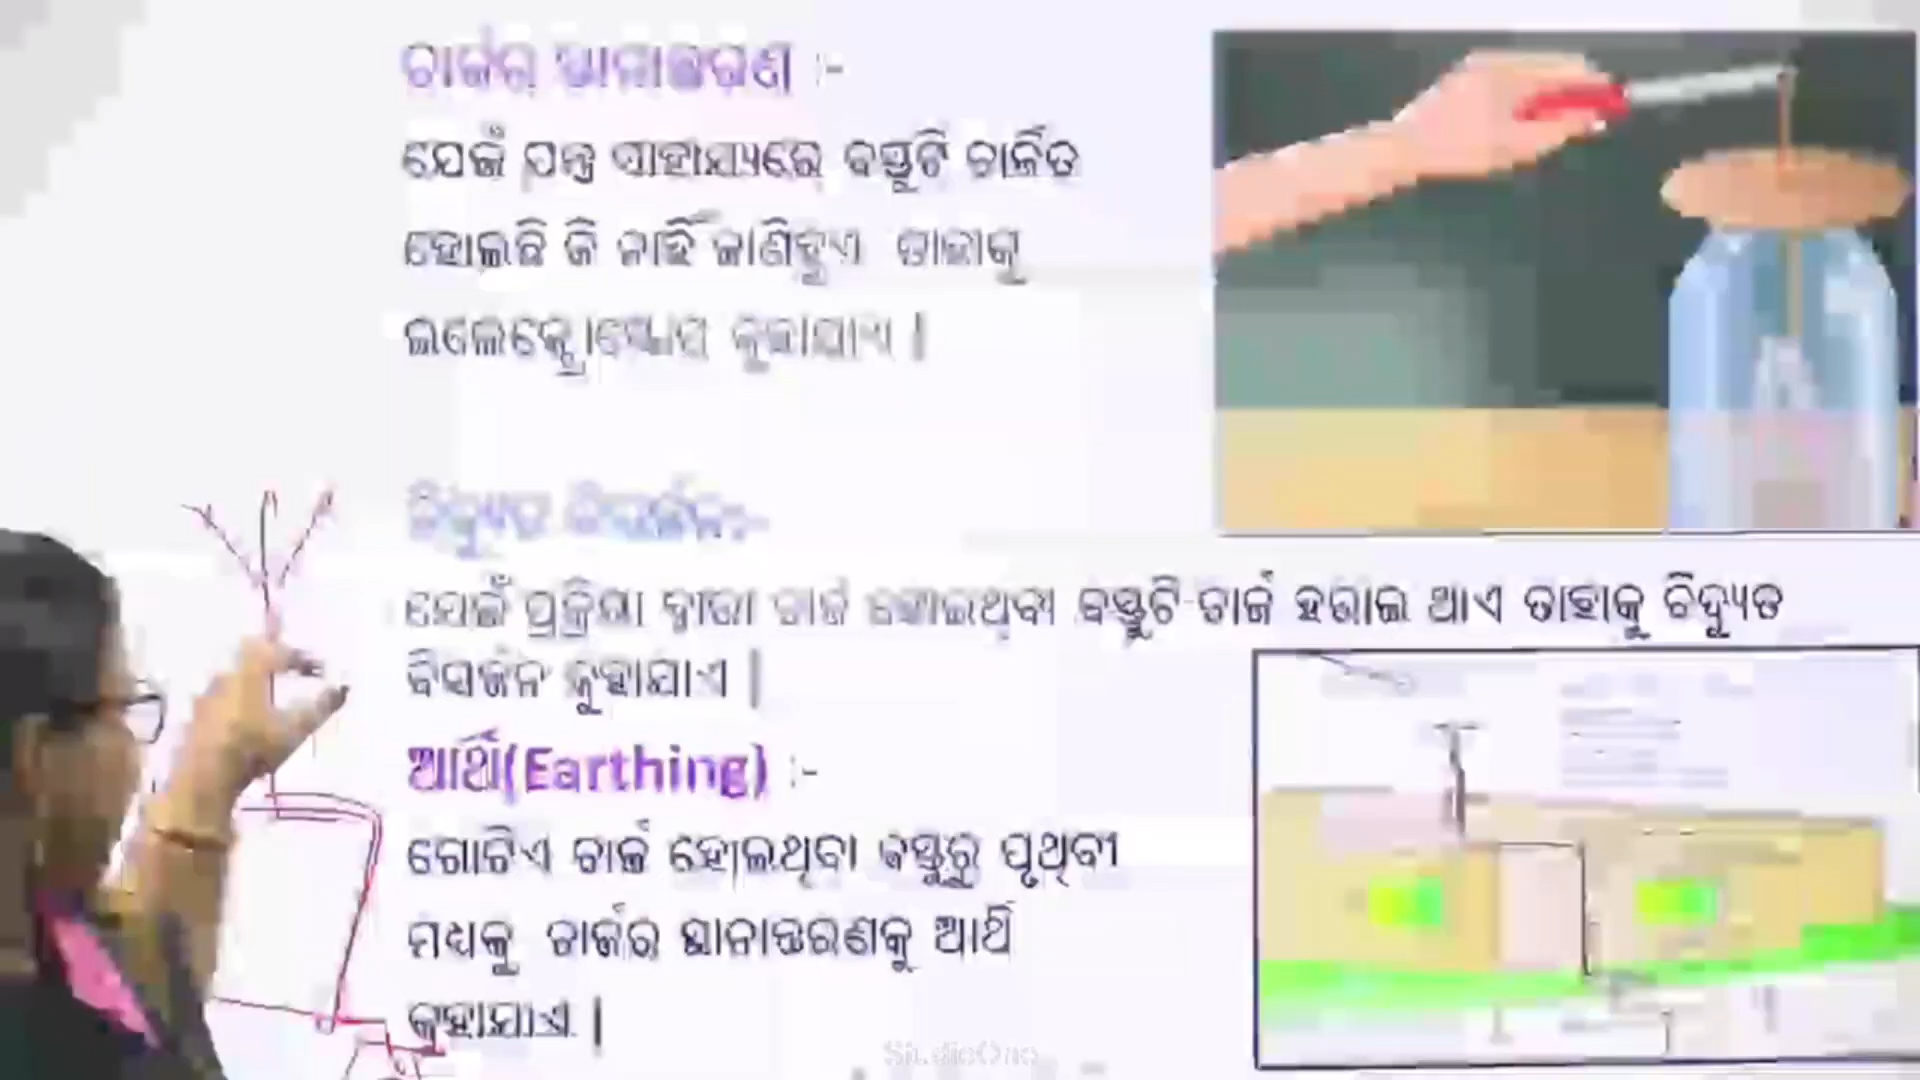 ଚାର୍ଜର ସ୍ଥାନାନ୍ତରଣ :-
ଯେଉଁ ଯନ୍ତ୍ର ସାହାଯ୍ୟରେ ବସ୍ତୁଟି ଚାର୍ଜିତ
ହୋଇଛି କି ନାହିଁ ଜାଣିହୁଏ ତାହାକୁ
ଇଲେକ୍ଟ୍ରୋସ୍କୋପ୍ କୁହାଯାଏ |
ବିଦ୍ୟୁତ ବିସର୍ଜନ:-
ଯେଉଁ ପ୍ରକ୍ରିୟା ଦ୍ୱାରା ଚାର୍ଜ ହୋଇଥିବା ବସ୍ତୁଟି ଚାର୍ଜ ହରାଇ ଥାଏ ତାହାକୁ ବିଦ୍ୟୁତ
ବିସର୍ଜନ କୁହାଯାଏ |
ଆର୍ଥିଂ(Earthing) :-
ଗୋଟିଏ ଚାର୍ଜ ହୋଇଥିବା ବସ୍ତୁରୁ ପୃଥିବୀ
ମଧ୍ୟକୁ ଚାର୍ଜର ସ୍ଥାନାନ୍ତରଣକୁ ଆର୍ଥିଂ
କୁହାଯାଏ |